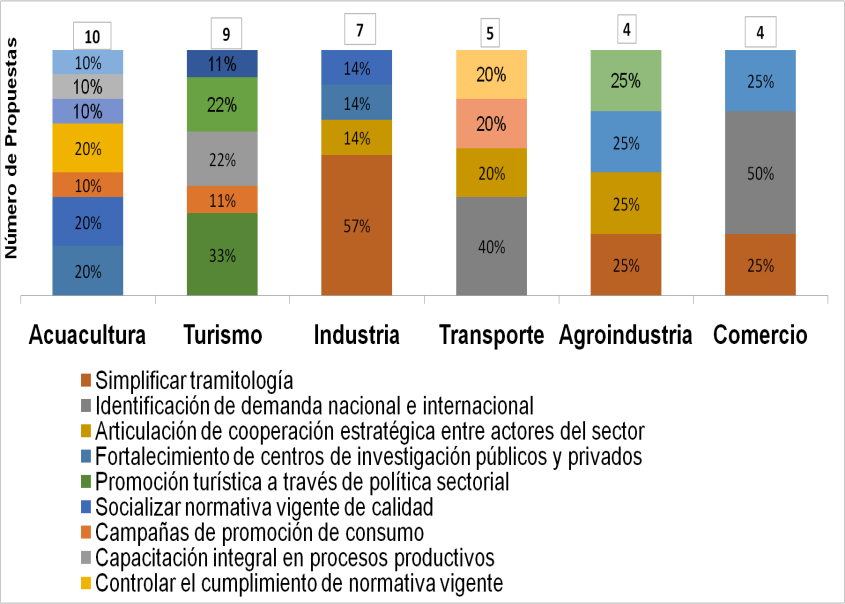 10 9 7 5 4 4
Número de Propuestas
10% 11% 14% 20% 25% 25%
10% 22% 14% 20% 25% 50%
10% 22% 14% 20% 25% 25%
20% 11% 57% 40% 25%
10% 33%
20%
20%
Acuacultura Turismo Industria Transporte Agroindustria Comercio
Simplificar tramitología
Identificación de demanda nacional e internacional
Articulación de cooperación estratégica entre actores del sector
Fortalecimiento de centros de investigación públicos y privados
Promoción turística a través de política sectorial
Socializar normativa vigente de calidad
Campañas de promoción de consumo
Capacitación integral en procesos productivos
Controlar el cumplimiento de normativa vigente